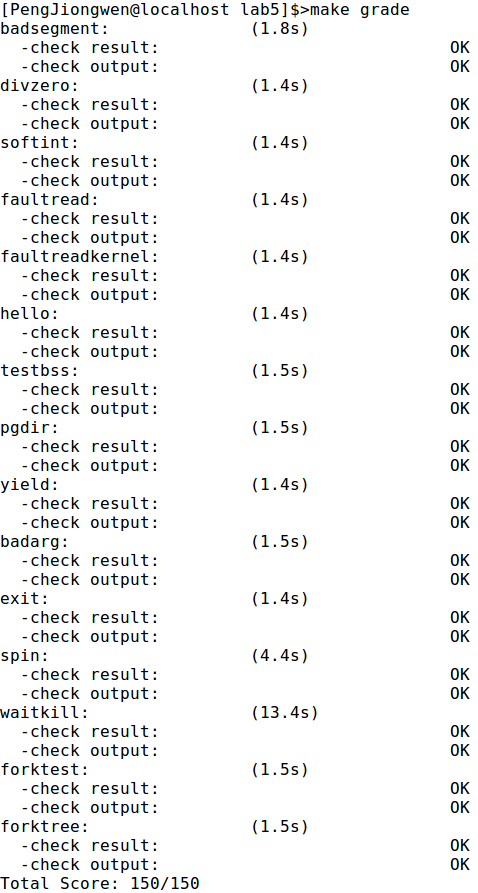 [PengJiongwen@localhost lab5]$>make grade
badsegment:              (1.8s)
  -check result:                             OK
  -check output:                             OK
divzero:                 (1.4s)
  -check result:                             OK
  -check output:                             OK
softint:                 (1.4s)
  -check result:                             OK
  -check output:                             OK
faultread:               (1.4s)
  -check result:                             OK
  -check output:                             OK
faultreadkernel:         (1.4s)
  -check result:                             OK
  -check output:                             OK
hello:                   (1.4s)
  -check result:                             OK
  -check output:                             OK
testbss:                 (1.5s)
  -check result:                             OK
  -check output:                             OK
pgdir:                   (1.5s)
  -check result:                             OK
  -check output:                             OK
yield:                   (1.4s)
  -check result:                             OK
  -check output:                             OK
badarg:                  (1.5s)
  -check result:                             OK
  -check output:                             OK
exit:                    (1.4s)
  -check result:                             OK
  -check output:                             OK
spin:                    (4.4s)
  -check result:                             OK
  -check output:                             OK
waitkill:                (13.4s)
  -check result:                             OK
  -check output:                             OK
forktest:                (1.5s)
  -check result:                             OK
  -check output:                             OK
forktree:                (1.5s)
  -check result:                             OK
  -check output:                             OK
Total Score: 150/150